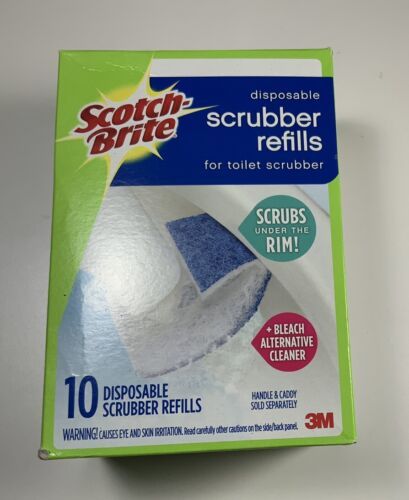 Scotch-
Brite
disposable
scrubber
refills
for toilet scrubber
SCRUBS
UNDER THE
RIM!
+ BLEACH
ALTERNATIVE
CLEANER
10 DISPOSABLE
SCRUBBER REFILLS
HANDLE & CADDY
SOLD SEPARATELY
WARNING! CAUSES EYE AND SKIN IRRITATION. Read carefully other cautions on the side/back panel.
3M